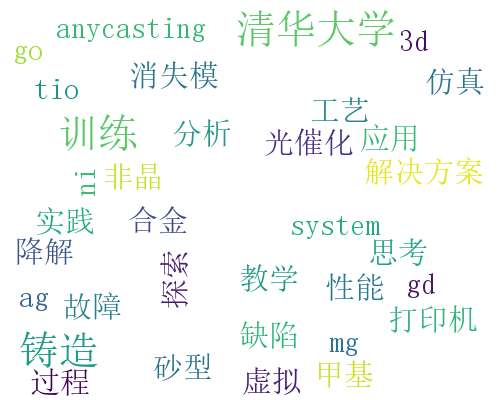 anycasting 清华大学 3d
go
消失模 仿真
tio 工艺
训练 分析 光催化 应用
ni 非晶 解决方案
实践 合金 system
降解 探索 思考
教学 性能 gd
ag 故障 打印机
铸造 缺陷 mg
砂型
过程 虚拟 甲基